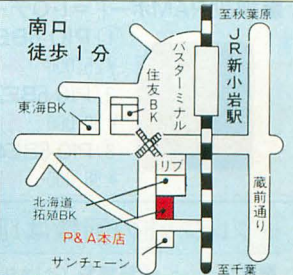 南口
徒歩1分
至秋葉原
JR新小岩駅
バスターミナル
住友BK
東海BK
蔵前通り
リブ
北海道
拓殖BK
P&A本店
サンチェーン
至千葉